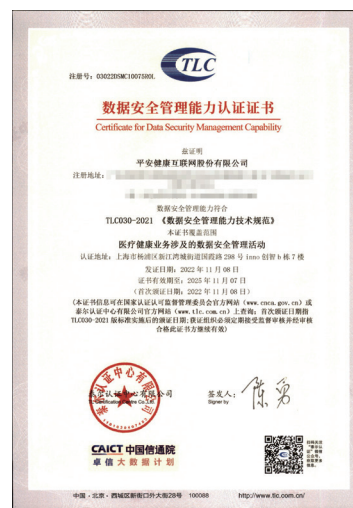 TLC
注册号：03022DSMC10075R0L
数据安全管理能力认证证书
Certificate for Data Security Management Capability
兹证明
平安健康互联网股份有限公司
注册地址：
数据安全管理能力符合
TLC030-2021 《数据安全管理能力技术规范》
本证书覆盖范围
医疗健康业务涉及的数据安全管理活动
认证地址：上海市杨浦区新江湾城街道国霞路 298 号 inno 创智 b 栋 7 楼
发证日期：2022 年 11 月 08 日
证书有效期至：2025 年 11 月 07 日
（首次颁证日期：2022 年 11 月 08 日）
（本证书信息可在国家认证认可监督管理委员会官方网站（www.cnca.gov.cn）或
泰尔认证中心有限公司官方网站（www.tlc.com.cn）上查询；首次颁证日期指
TLC030-2021 版标准实施后的颁证日期；获证组织必须定期接受监督审核并经审核
合格此证书方继续有效）
泰尔认证中心有限公司
签发人：
Signer by
陈勇
CAICT 中国信通院
卓信大数据计划
中国·北京·西城区新街口外大街28号 100088
http://www.tlc.com.cn/